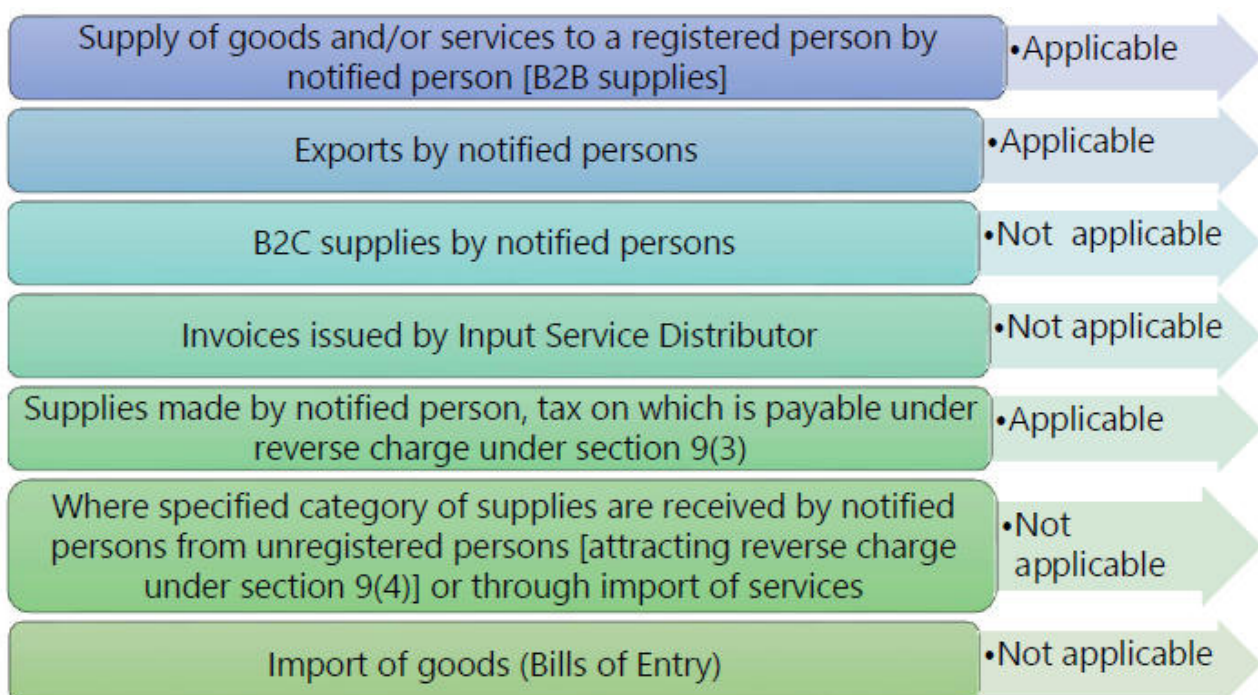 Supply of goods and/or services to a registered person by
notified person [B2B supplies]
•Applicable
Exports by notified persons
•Applicable
B2C supplies by notified persons
•Not applicable
Invoices issued by Input Service Distributor
•Not applicable
Supplies made by notified person, tax on which is payable under
reverse charge under section 9(3)
•Applicable
Where specified category of supplies are received by notified
persons from unregistered persons [attracting reverse charge
under section 9(4)] or through import of services
•Not
applicable
Import of goods (Bills of Entry)
•Not applicable